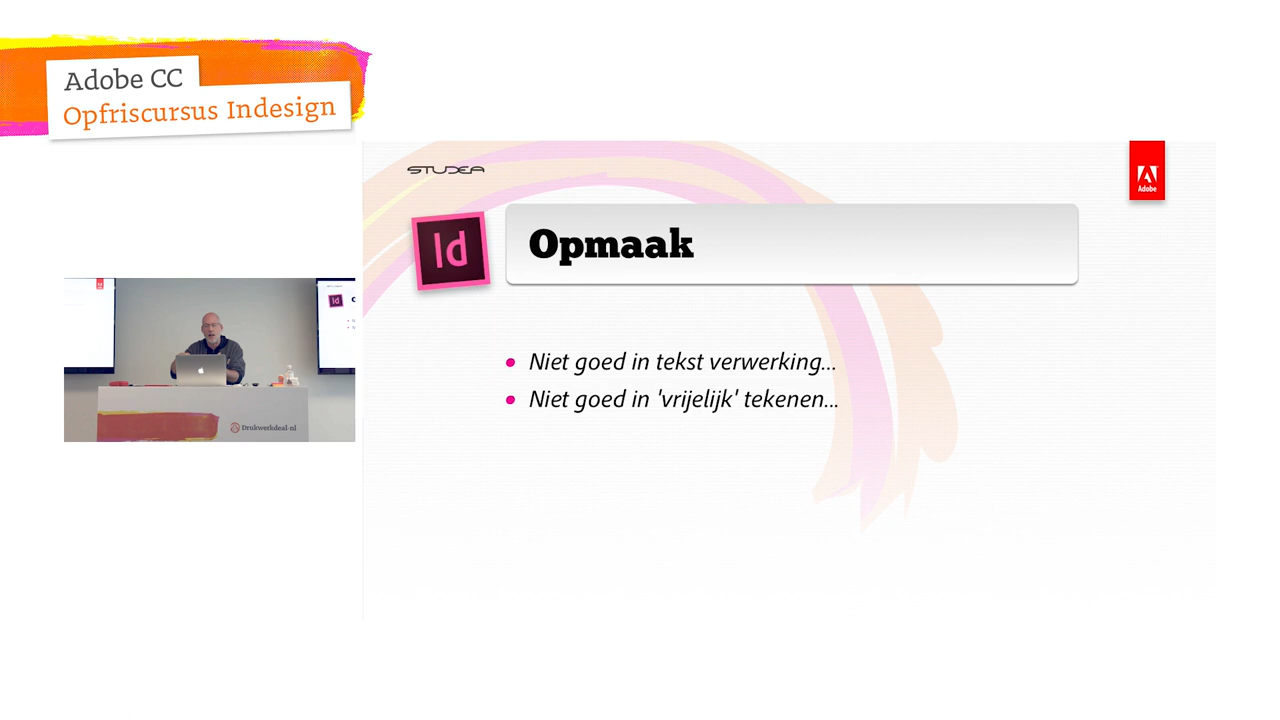 Adobe CC
Opfriscursus Indesign
STUDEA
Adobe
Id
Opmaak
• Niet goed in tekst verwerking...
• Niet goed in 'vrijelijk' tekenen...
Id
Drukwerkdeal.nl